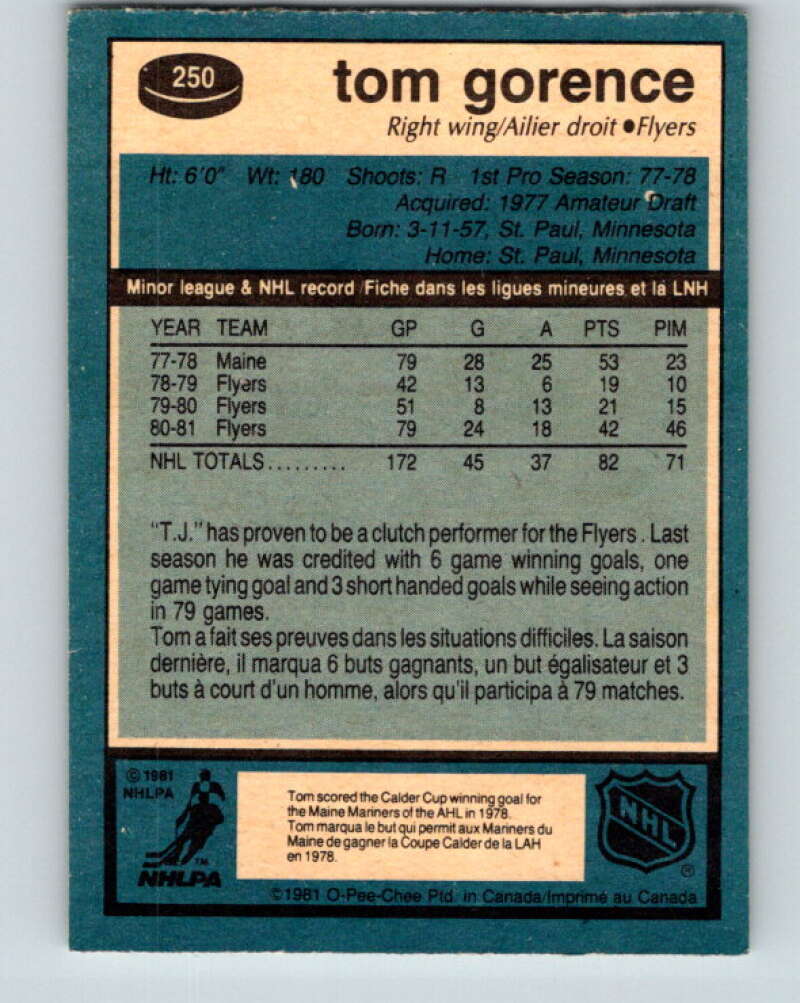 250
tom gorence
Right wing/Ailier droit ●Flyers
Ht: 6'0" Wt: 180 Shoots: R 1st Pro Season: 77-78
Acquired: 1977 Amateur Draft
Born: 3-11-57, St. Paul, Minnesota
Home: St. Paul, Minnesota
Minor league & NHL record/Fiche dans les ligues mineures et la LNH
YEAR TEAM GP G A PTS PIM
77-78 Maine 79 28 25 53 23
78-79 Flyers 42 13 6 19 10
79-80 Flyers 51 8 13 21 15
80-81 Flyers 79 24 18 42 46
NHL TOTALS......... 172 45 37 82 71
"T.J." has proven to be a clutch performer for the Flyers. Last
season he was credited with 6 game winning goals, one
game tying goal and 3 short handed goals while seeing action
in 79 games.
Tom a fait ses preuves dans les situations difficiles. La saison
dernière, il marqua 6 buts gagnants, un but égalisateur et 3
buts à court d'un homme, alors qu'il participa à 79 matches.
© 1981
NHLPA
TM
NHLPA
Tom scored the Calder Cup winning goal for
the Maine Mariners of the AHL in 1978.
Tom marqua le but qui permit aux Mariners du
Maine de gagner la Coupe Calder de la LAH
en 1978.
NHL
®
©1981 O-Pee-Chee Ptd. in Canada/Imprimé au Canada